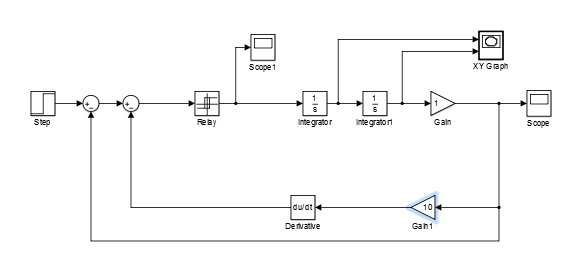 Scope1
XY Graph
1
s
1
s
1
Step
Relay
Integrator
Integrator1
Gain
Scope
du/dt
10
Derivative
Gain1